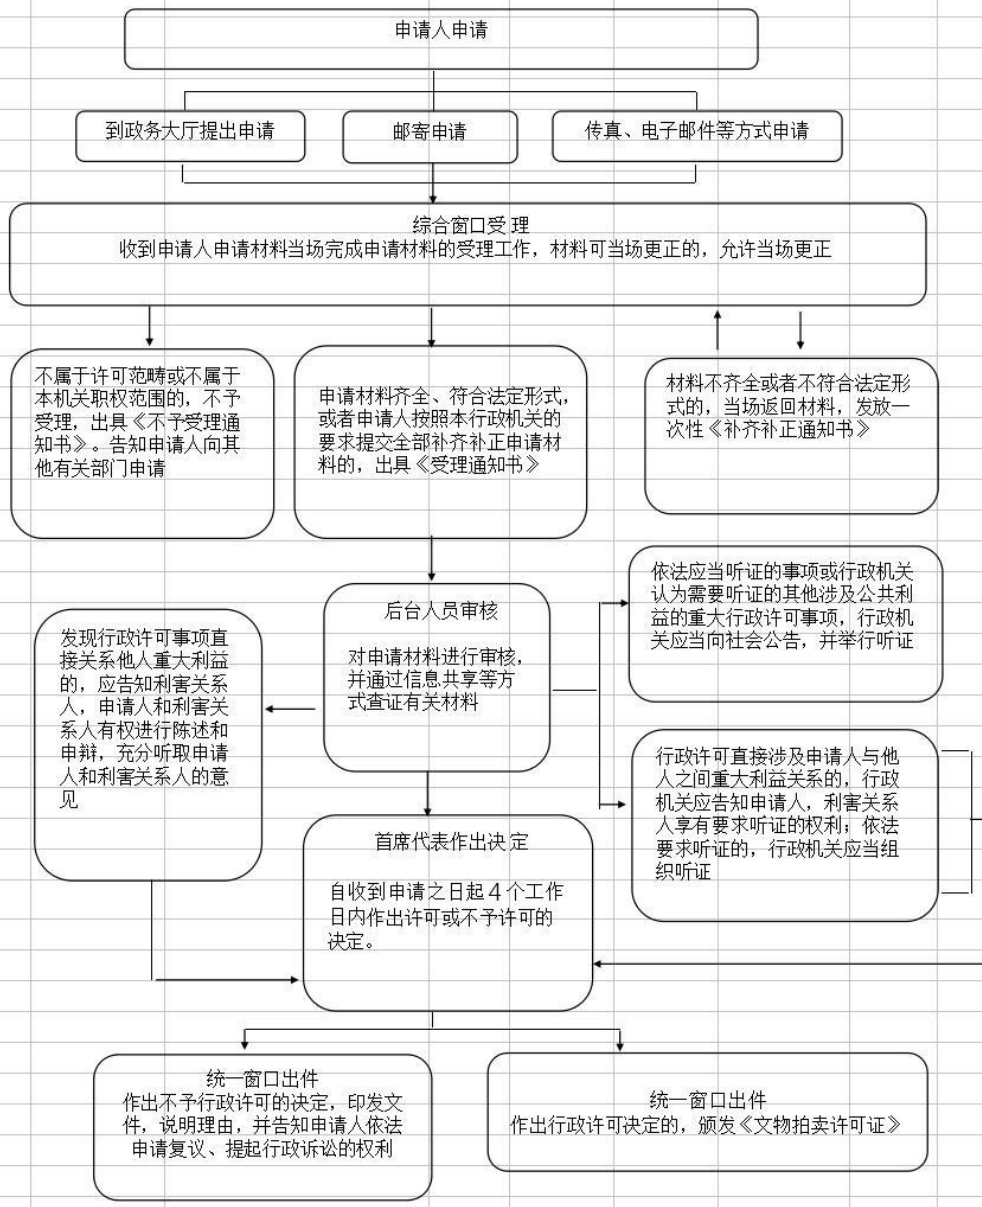 申请人申请
到政务大厅提出申请
邮寄申请
传真、电子邮件等方式申请
综合窗口受理
收到申请人申请材料当场完成申请材料的受理工作，材料可当场更正的，允许当场更正
不属于许可范畴或不属于
本机关职权范围的，不予
受理，出具《不予受理通
知书》。告知申请人向其
他有关部门申请
申请材料齐全、符合法定形式，
或者申请人按照本行政机关的
要求提交全部补齐补正申请材
料的，出具《受理通知书》
材料不齐全或者不符合法定形
式的，当场返回材料，发放一
次性《补齐补正通知书》
后台人员审核
对申请材料进行审核，
并通过信息共享等方
式查证有关材料
依法应当听证的事项或行政机关
认为需要听证的其他涉及公共利
益的重大行政许可事项，行政机
关应当向社会公告，并举行听证
发现行政许可事项直
接关系他人重大利益
的，应告知利害关系
人，申请人和利害关
系人有权进行陈述和
申辩，充分听取申请
人和利害关系人的意
见
行政许可直接涉及申请人与他
人之间重大利益关系的，行政
机关应告知申请人，利害关系
人享有要求听证的权利；依法
要求听证的，行政机关应当组
织听证
首席代表作出决定
自收到申请之日起4个工作
日内作出许可或不予许可的
决定。
统一窗口出件
作出不予行政许可的决定，印发文
件，说明理由，并告知申请人依法
申请复议、提起行政诉讼的权利
统一窗口出件
作出行政许可决定的，颁发《文物拍卖许可证》